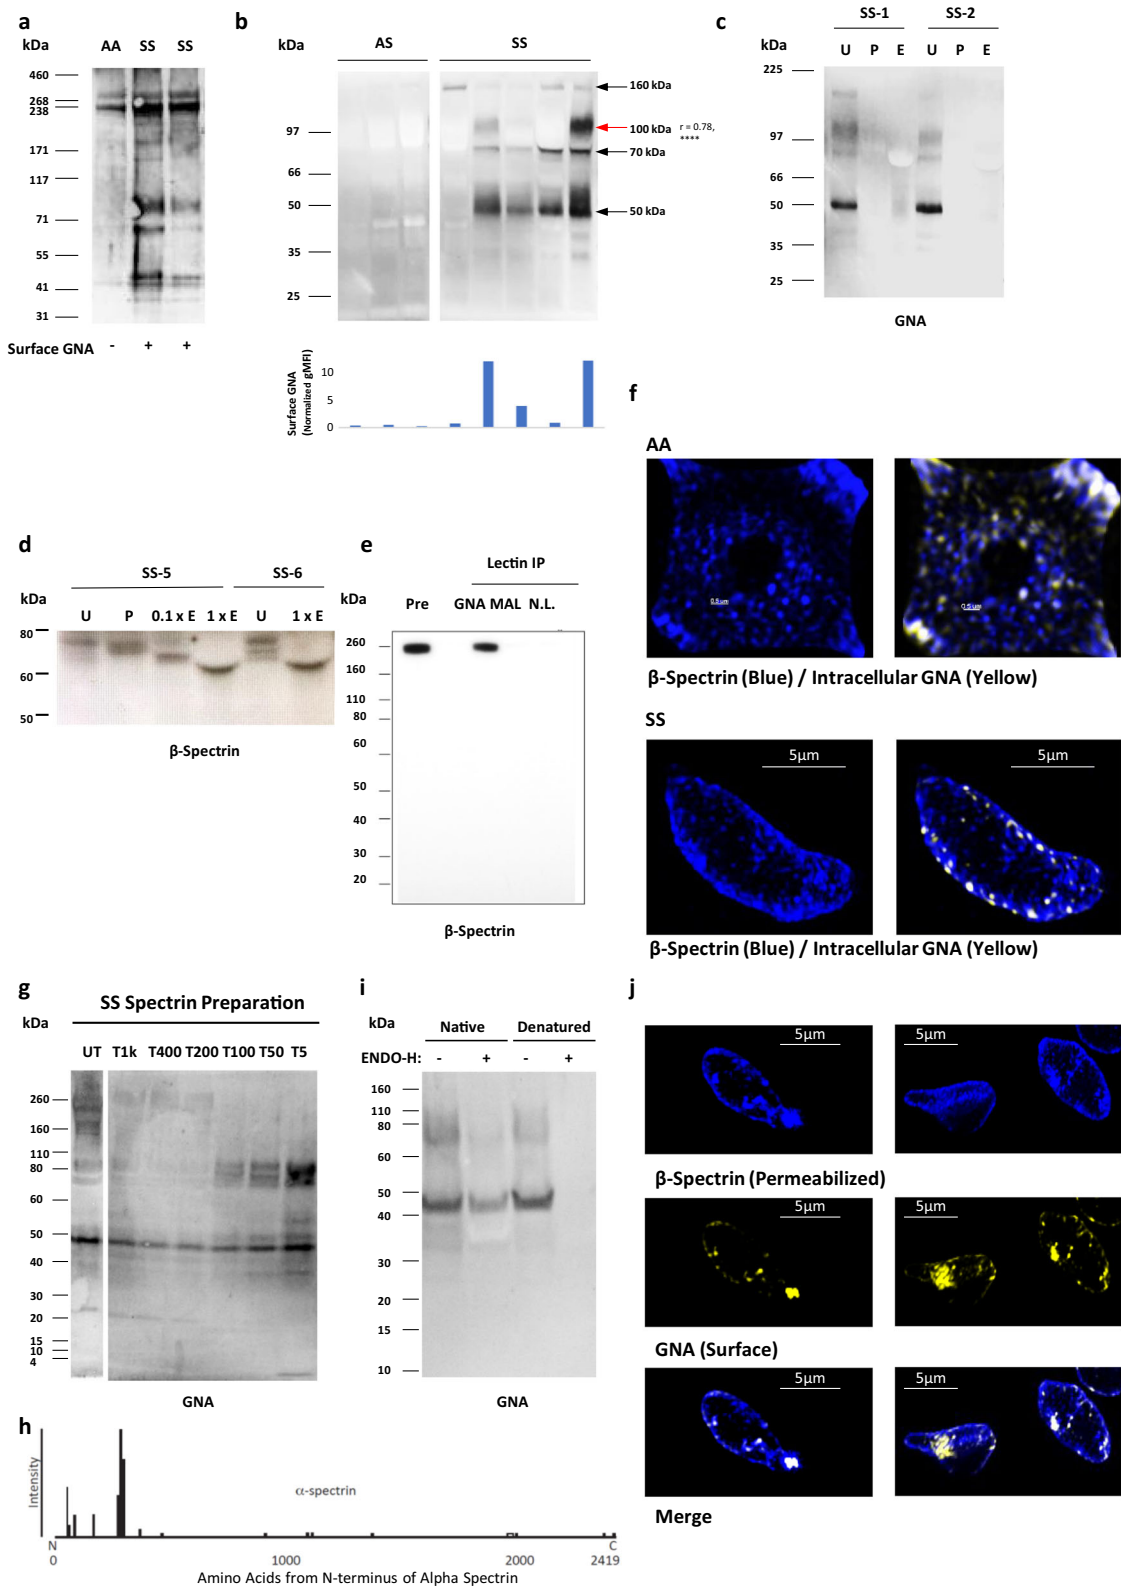 a
kDa
AA SS SS
460
268
238
171
117
71
55
41
31
Surface GNA - + +
b
kDa
AS SS
97
66
50
35
25
160 kDa
100 kDa
r = 0.78,
****
70 kDa
50 kDa
Surface GNA
(Normalized gMFI)
10
5
0
c
SS-1 SS-2
kDa
U P E U P E
225
97
66
50
35
25
GNA
d
SS-5 SS-6
kDa
U P 0.1 x E 1 x E U 1 x E
80
60
50
β-Spectrin
e
Lectin IP
kDa
Pre GNA MAL N.L.
260
160
110
80
60
50
40
30
20
β-Spectrin
f
AA
0.5 um
0.5 um
β-Spectrin (Blue) / Intracellular GNA (Yellow)
SS
5μm
5μm
β-Spectrin (Blue) / Intracellular GNA (Yellow)
g
SS Spectrin Preparation
kDa
UT T1k T400 T200 T100 T50 T5
260
160
110
80
60
50
40
30
20
15
10
4
GNA
h
Intensity
α-spectrin
N C
0 1000 2000 2419
Amino Acids from N-terminus of Alpha Spectrin
i
kDa
Native Denatured
ENDO-H: - + - +
160
110
80
60
50
40
30
20
15
10
GNA
j
5μm
5μm
β-Spectrin (Permeabilized)
5μm
5μm
GNA (Surface)
5μm
5μm
Merge